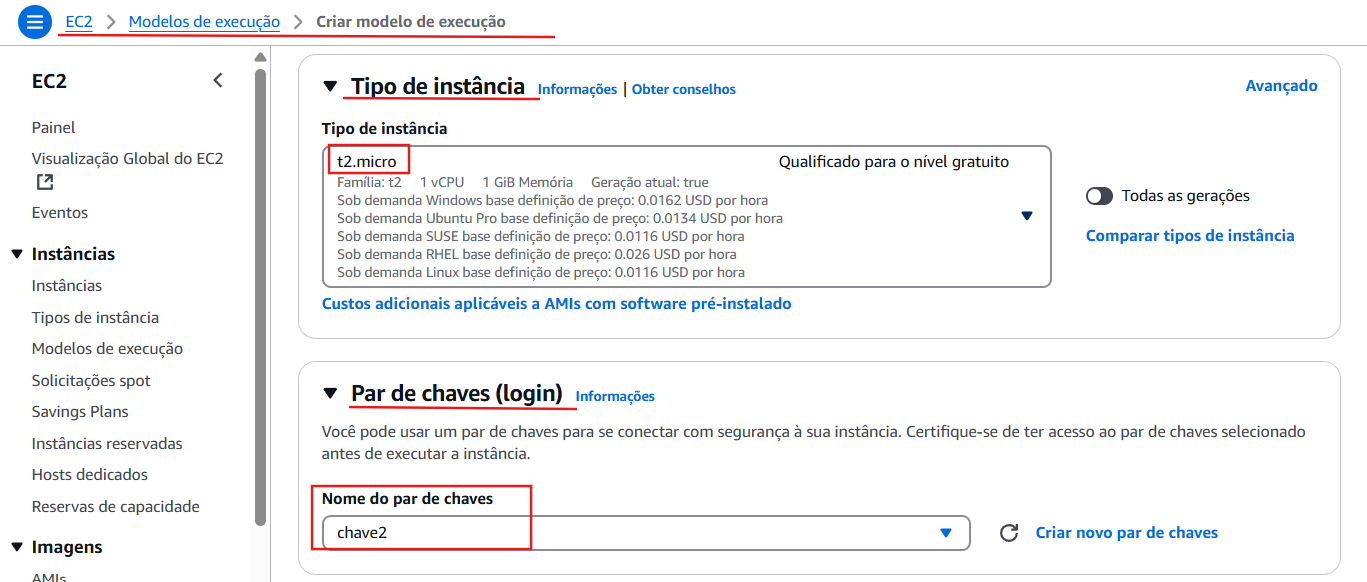 EC2 > Modelos de execução > Criar modelo de execução
EC2
Painel
Visualização Global do EC2
Eventos
Instâncias
Instâncias
Tipos de instância
Modelos de execução
Solicitações spot
Savings Plans
Instâncias reservadas
Hosts dedicados
Reservas de capacidade
Imagens
AMIs
Tipo de instância Informações | Obter conselhos
Avançado
Tipo de instância
t2.micro Qualificado para o nível gratuito
Família: t2 1 vCPU 1 GiB Memória Geração atual: true
Sob demanda Windows base definição de preço: 0.0162 USD por hora
Sob demanda Ubuntu Pro base definição de preço: 0.0134 USD por hora
Sob demanda SUSE base definição de preço: 0.0116 USD por hora
Sob demanda RHEL base definição de preço: 0.026 USD por hora
Sob demanda Linux base definição de preço: 0.0116 USD por hora
Todas as gerações
Comparar tipos de instância
Custos adicionais aplicáveis a AMIs com software pré-instalado
Par de chaves (login) Informações
Você pode usar um par de chaves para se conectar com segurança à sua instância. Certifique-se de ter acesso ao par de chaves selecionado
antes de executar a instância.
Nome do par de chaves
chave2
Criar novo par de chaves